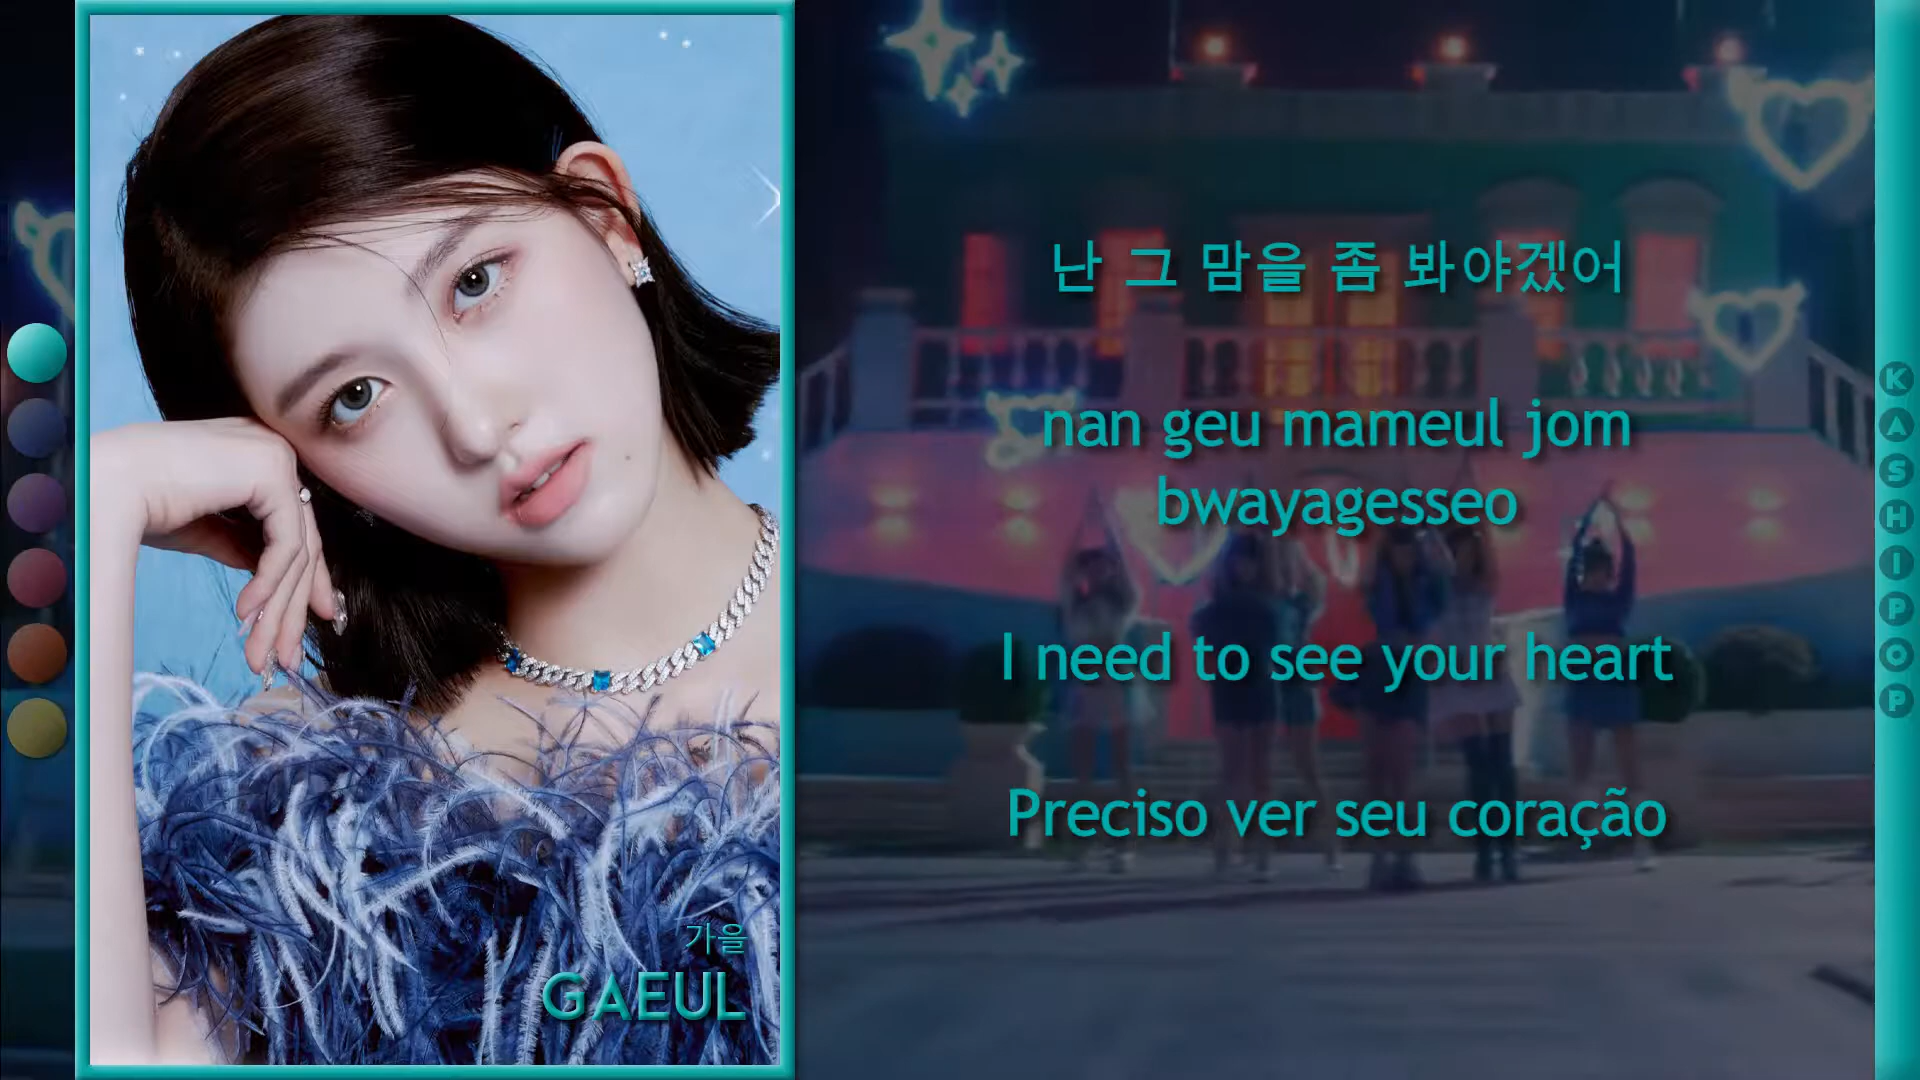 난 그 맘을 좀 봐야겠어
nan geu mameul jom
bwayagesseo
I need to see your heart
Preciso ver seu coração
가을
GAEUL
KASHIPOP